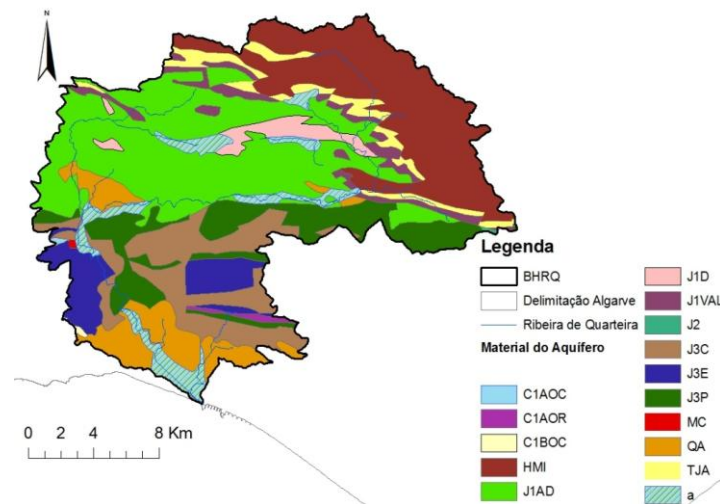 N
Legenda
BHRQ
Delimitação Algarve
Ribeira de Quarteira
Material do Aquífero
C1AOC
C1AOR
C1BOC
HMI
J1AD
J1D
J1VAL
J2
J3C
J3E
J3P
MC
QA
TJA
a
0 4 8 Km